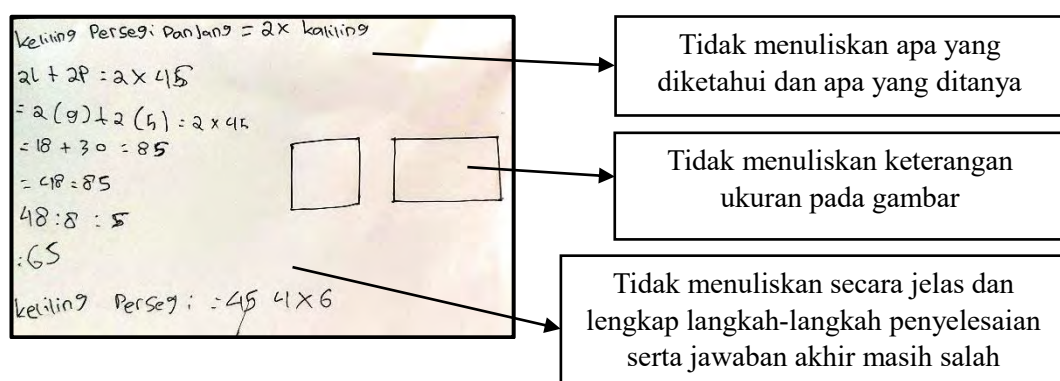 Keliling Persegi Panjang = 2x kaliling
2l + 2P = 2 x 45
= 2 (9) + 2 (5) = 2 x 45
= 18 + 30 = 85
= 48 = 85
48 : 8 : 5
: 65
keliling Persegi : = 45 4 x 6
Tidak menuliskan apa yang
diketahui dan apa yang ditanya
Tidak menuliskan keterangan
ukuran pada gambar
Tidak menuliskan secara jelas dan
lengkap langkah-langkah penyelesaian
serta jawaban akhir masih salah